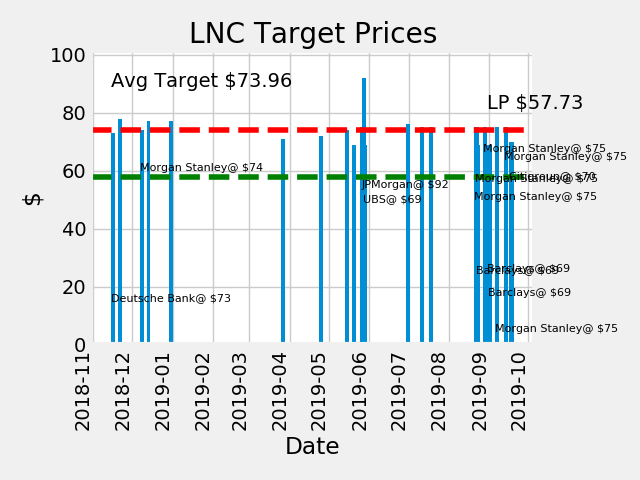 LNC Target Prices
100
80
60
40
20
0
$
Avg Target $73.96
LP $57.73
Morgan Stanley@ $75
Morgan Stanley@ $75
Morgan Stanley@ $74
Citigroup@ $70
Morgan Stanley@ $75
JPMorgan@ $92
UBS@ $69
Morgan Stanley@ $75
Barclays@ $69
Barclays@ $69
Barclays@ $69
Deutsche Bank@ $73
Morgan Stanley@ $75
2018-11
2018-12
2019-01
2019-02
2019-03
2019-04
2019-05
2019-06
2019-07
2019-08
2019-09
2019-10
Date